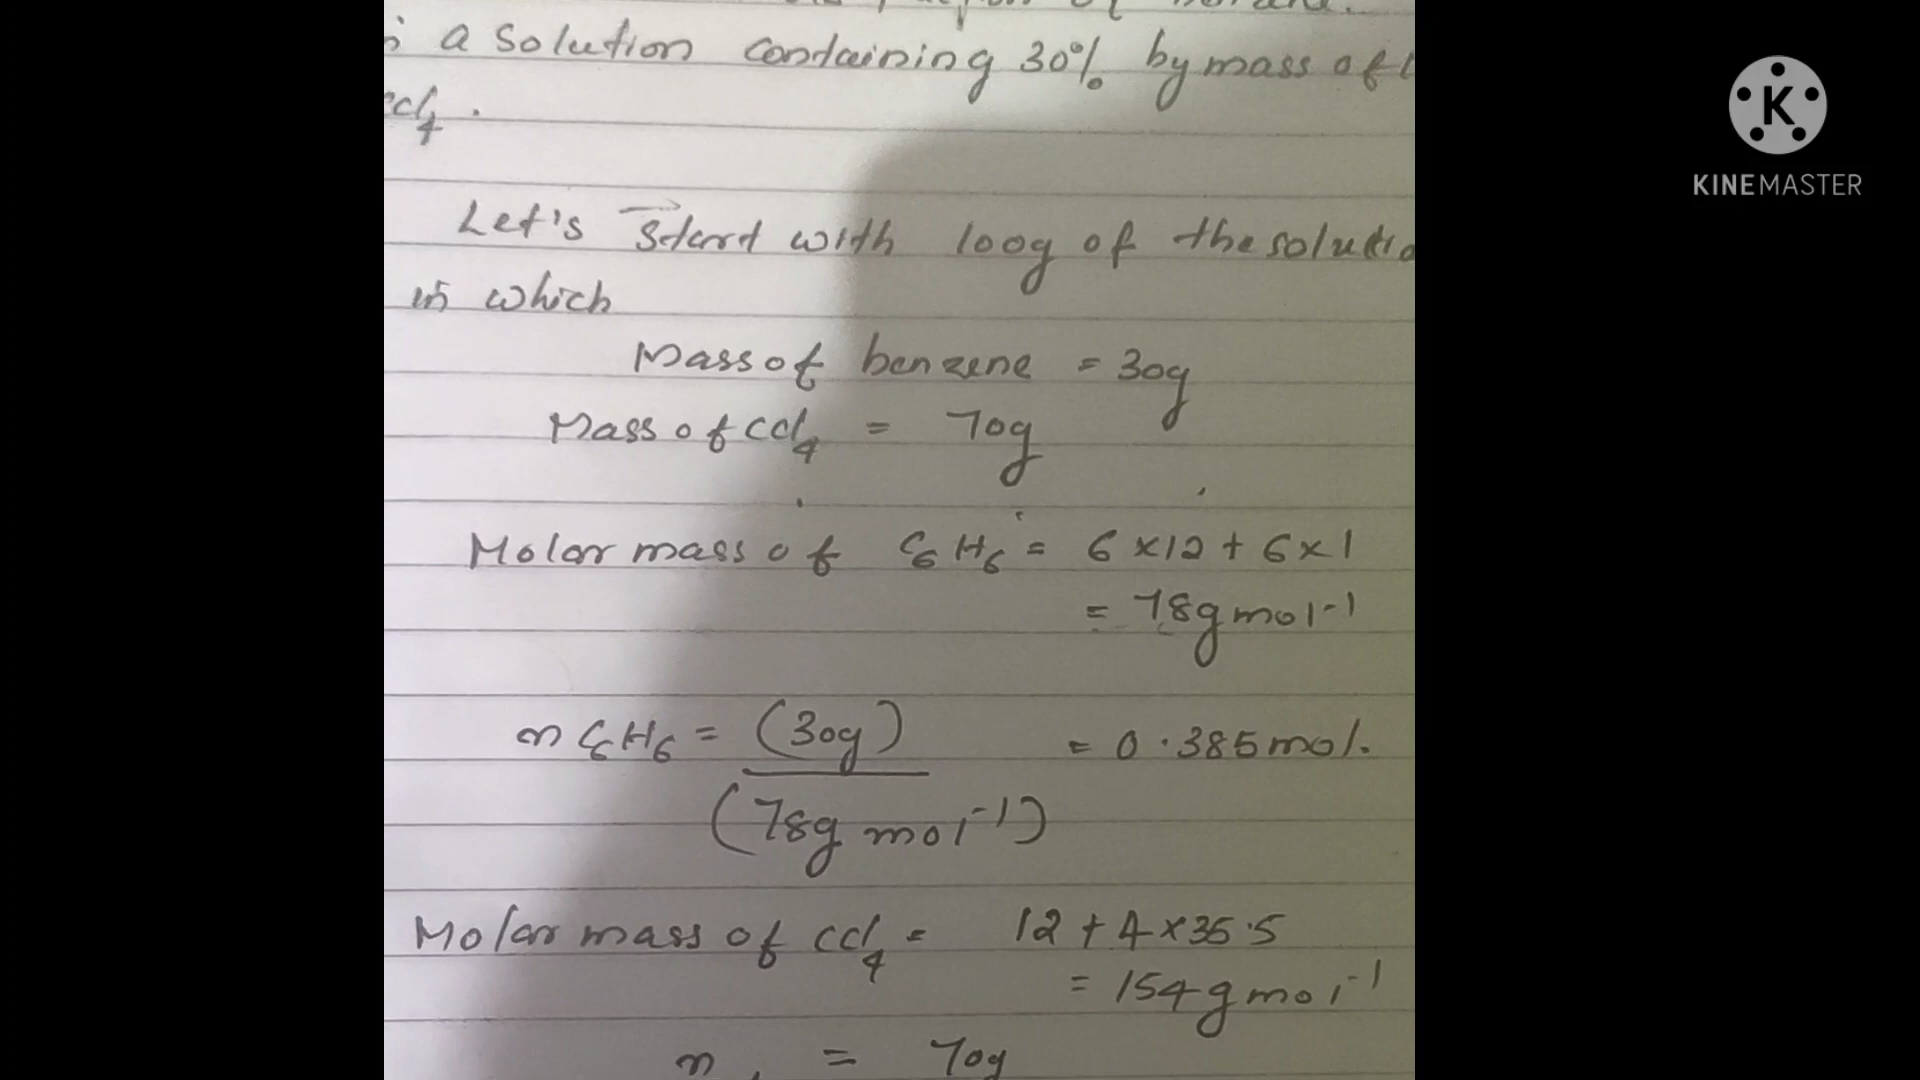 a solution containing 30% by mass of
ccl4.
Let's start with 100g of the solutio
in which
Mass of benzene = 30g
Mass of CCl4 = 70g
Molar mass of C6H6 = 6×12 + 6×1
= 78g mol-1
n C6H6 = (30g) = 0.385 mol.
(78g mol-1)
Molar mass of CCl4 = 12 + 4×35.5
= 154g mol-1
n = 70g
K
KINEMASTER